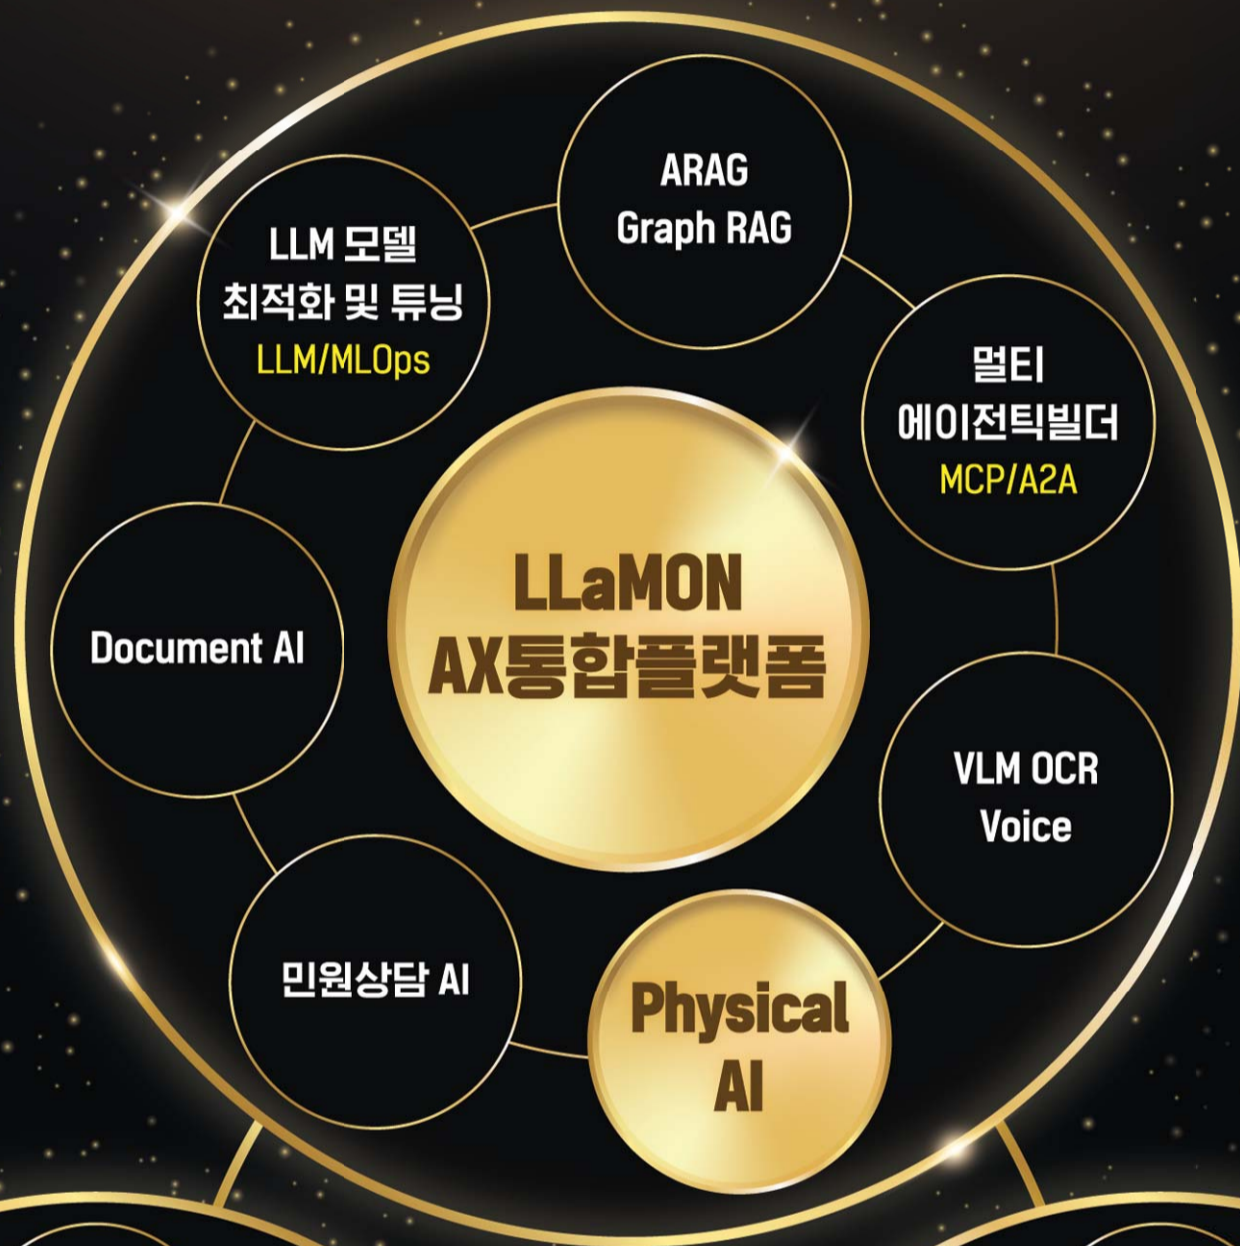 ARAG
Graph RAG
LLM 모델
최적화 및 튜닝
LLM/MLOps
멀티
에이전틱빌더
MCP/A2A
LLaMON
AX통합플랫폼
Document AI
VLM OCR
Voice
민원상담 AI
Physical
AI